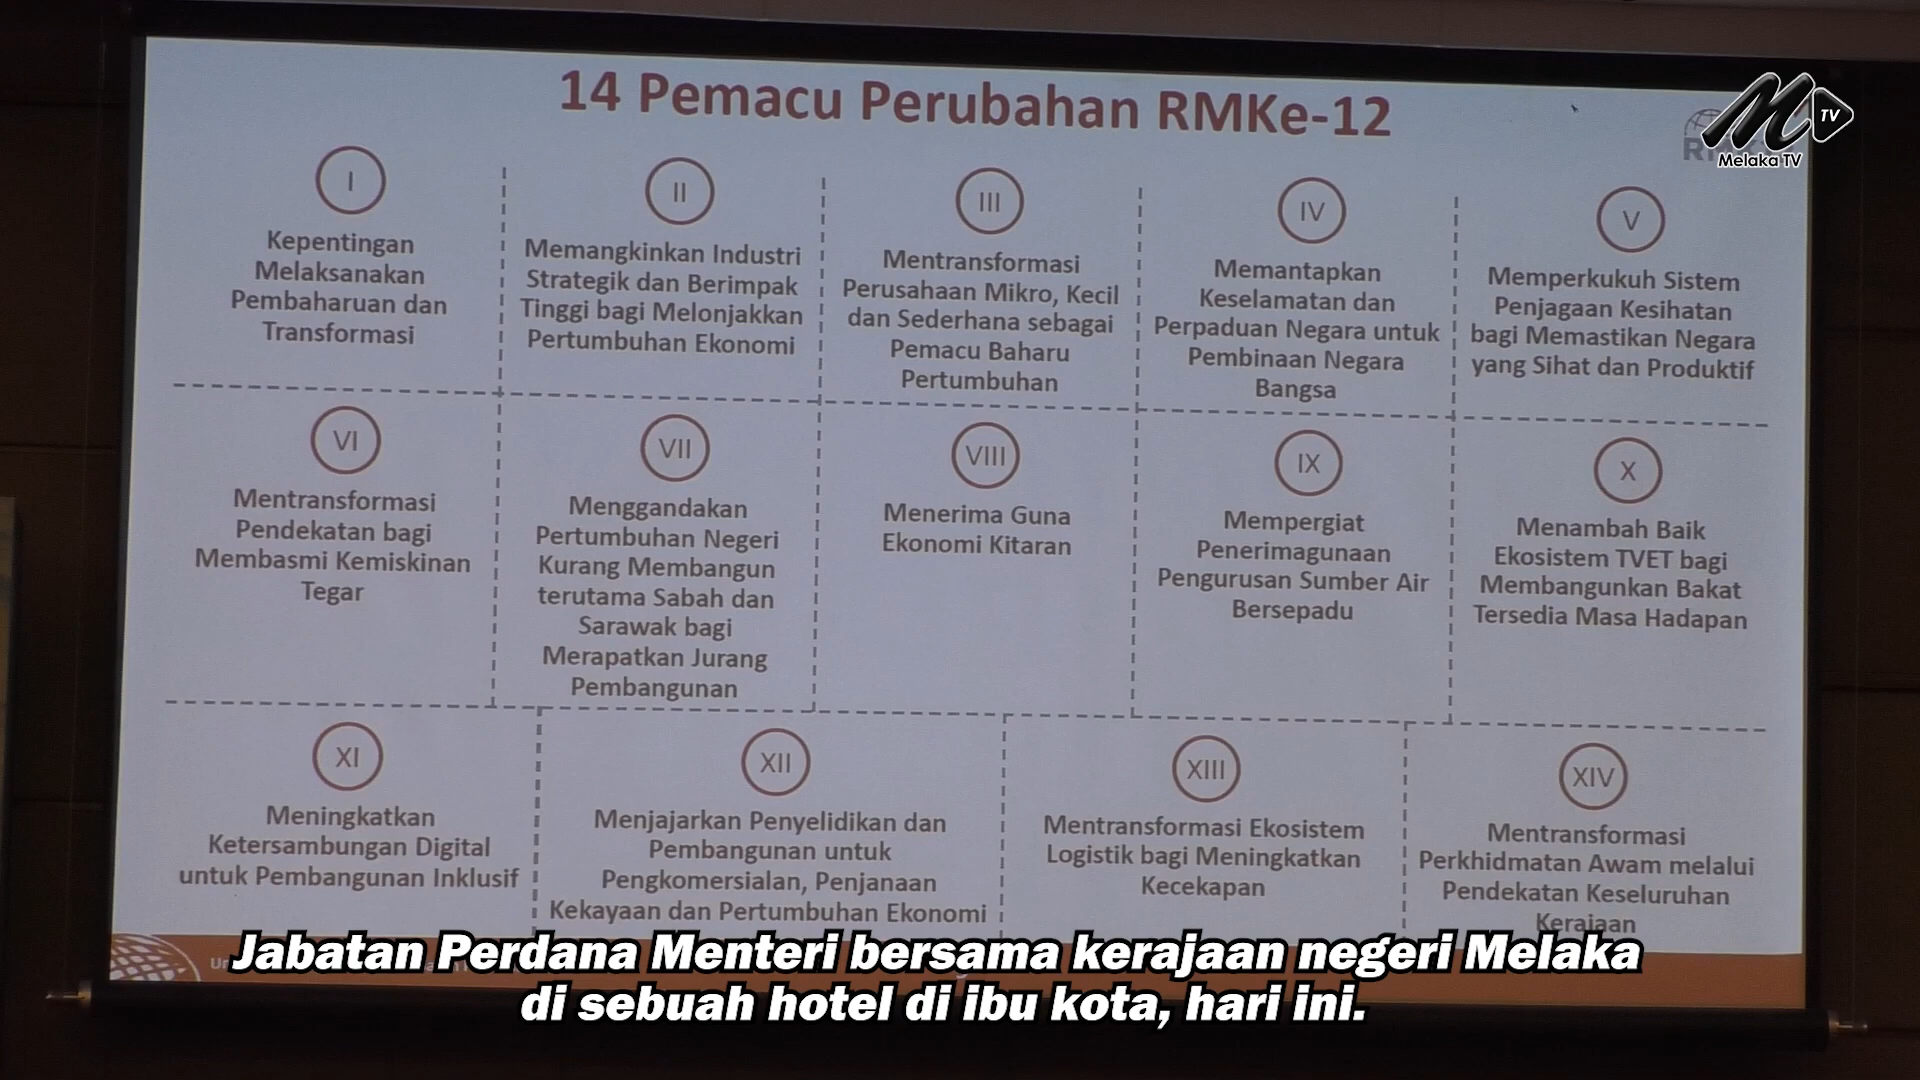 14 Pemacu Perubahan RMKe-12
TV
Melaka TV
I
Kepentingan
Melaksanakan
Pembaharuan dan
Transformasi
II
Memangkinkan Industri
Strategik dan Berimpak
Tinggi bagi Melonjakkan
Pertumbuhan Ekonomi
III
Mentransformasi
Perusahaan Mikro, Kecil
dan Sederhana sebagai
Pemacu Baharu
Pertumbuhan
IV
Memantapkan
Keselamatan dan
Perpaduan Negara untuk
Pembinaan Negara
Bangsa
V
Memperkukuh Sistem
Penjagaan Kesihatan
bagi Memastikan Negara
yang Sihat dan Produktif
VI
Mentransformasi
Pendekatan bagi
Membasmi Kemiskinan
Tegar
VII
Menggandakan
Pertumbuhan Negeri
Kurang Membangun
terutama Sabah dan
Sarawak bagi
Merapatkan Jurang
Pembangunan
VIII
Menerima Guna
Ekonomi Kitaran
IX
Mempergiat
Penerimagunaan
Pengurusan Sumber Air
Bersepadu
X
Menambah Baik
Ekosistem TVET bagi
Membangunkan Bakat
Tersedia Masa Hadapan
XI
Meningkatkan
Ketersambungan Digital
untuk Pembangunan Inklusif
XII
Menjajarkan Penyelidikan dan
Pembangunan untuk
Pengkomersialan, Penjanaan
Kekayaan dan Pertumbuhan Ekonomi
XIII
Mentransformasi Ekosistem
Logistik bagi Meningkatkan
Kecekapan
XIV
Mentransformasi
Perkhidmatan Awam melalui
Pendekatan Keseluruhan
Kerajaan
Jabatan Perdana Menteri bersama kerajaan negeri Melaka
di sebuah hotel di ibu kota, hari ini.